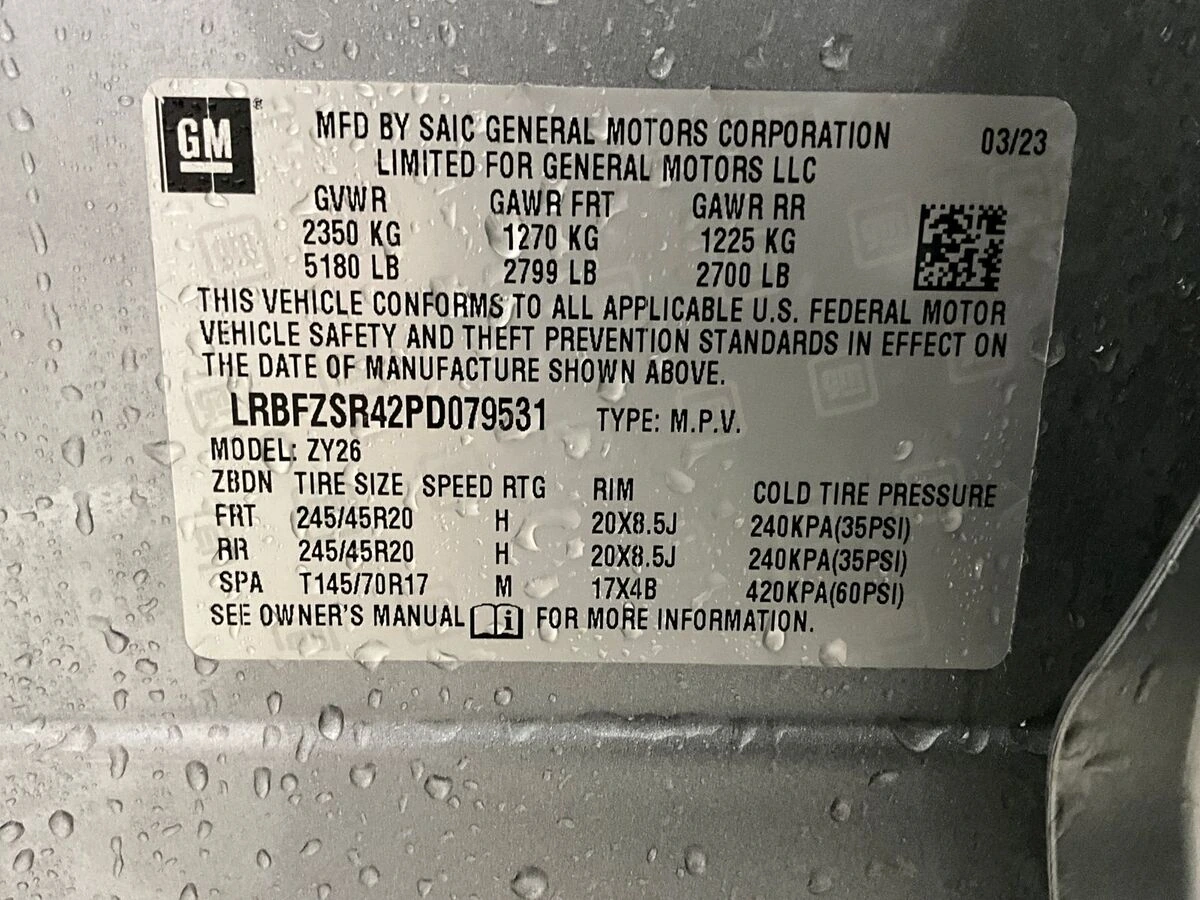 GM ®
MFD BY SAIC GENERAL MOTORS CORPORATION 03/23
LIMITED FOR GENERAL MOTORS LLC
GVWR GAWR FRT GAWR RR
2350 KG 1270 KG 1225 KG
5180 LB 2799 LB 2700 LB
THIS VEHICLE CONFORMS TO ALL APPLICABLE U.S. FEDERAL MOTOR
VEHICLE SAFETY AND THEFT PREVENTION STANDARDS IN EFFECT ON
THE DATE OF MANUFACTURE SHOWN ABOVE.
LRBFZSR42PD079531 TYPE: M.P.V.
MODEL: ZY26
ZBDN TIRE SIZE SPEED RTG RIM COLD TIRE PRESSURE
FRT 245/45R20 H 20X8.5J 240KPA(35PSI)
RR 245/45R20 H 20X8.5J 240KPA(35PSI)
SPA T145/70R17 M 17X4B 420KPA(60PSI)
SEE OWNER'S MANUAL i FOR MORE INFORMATION.